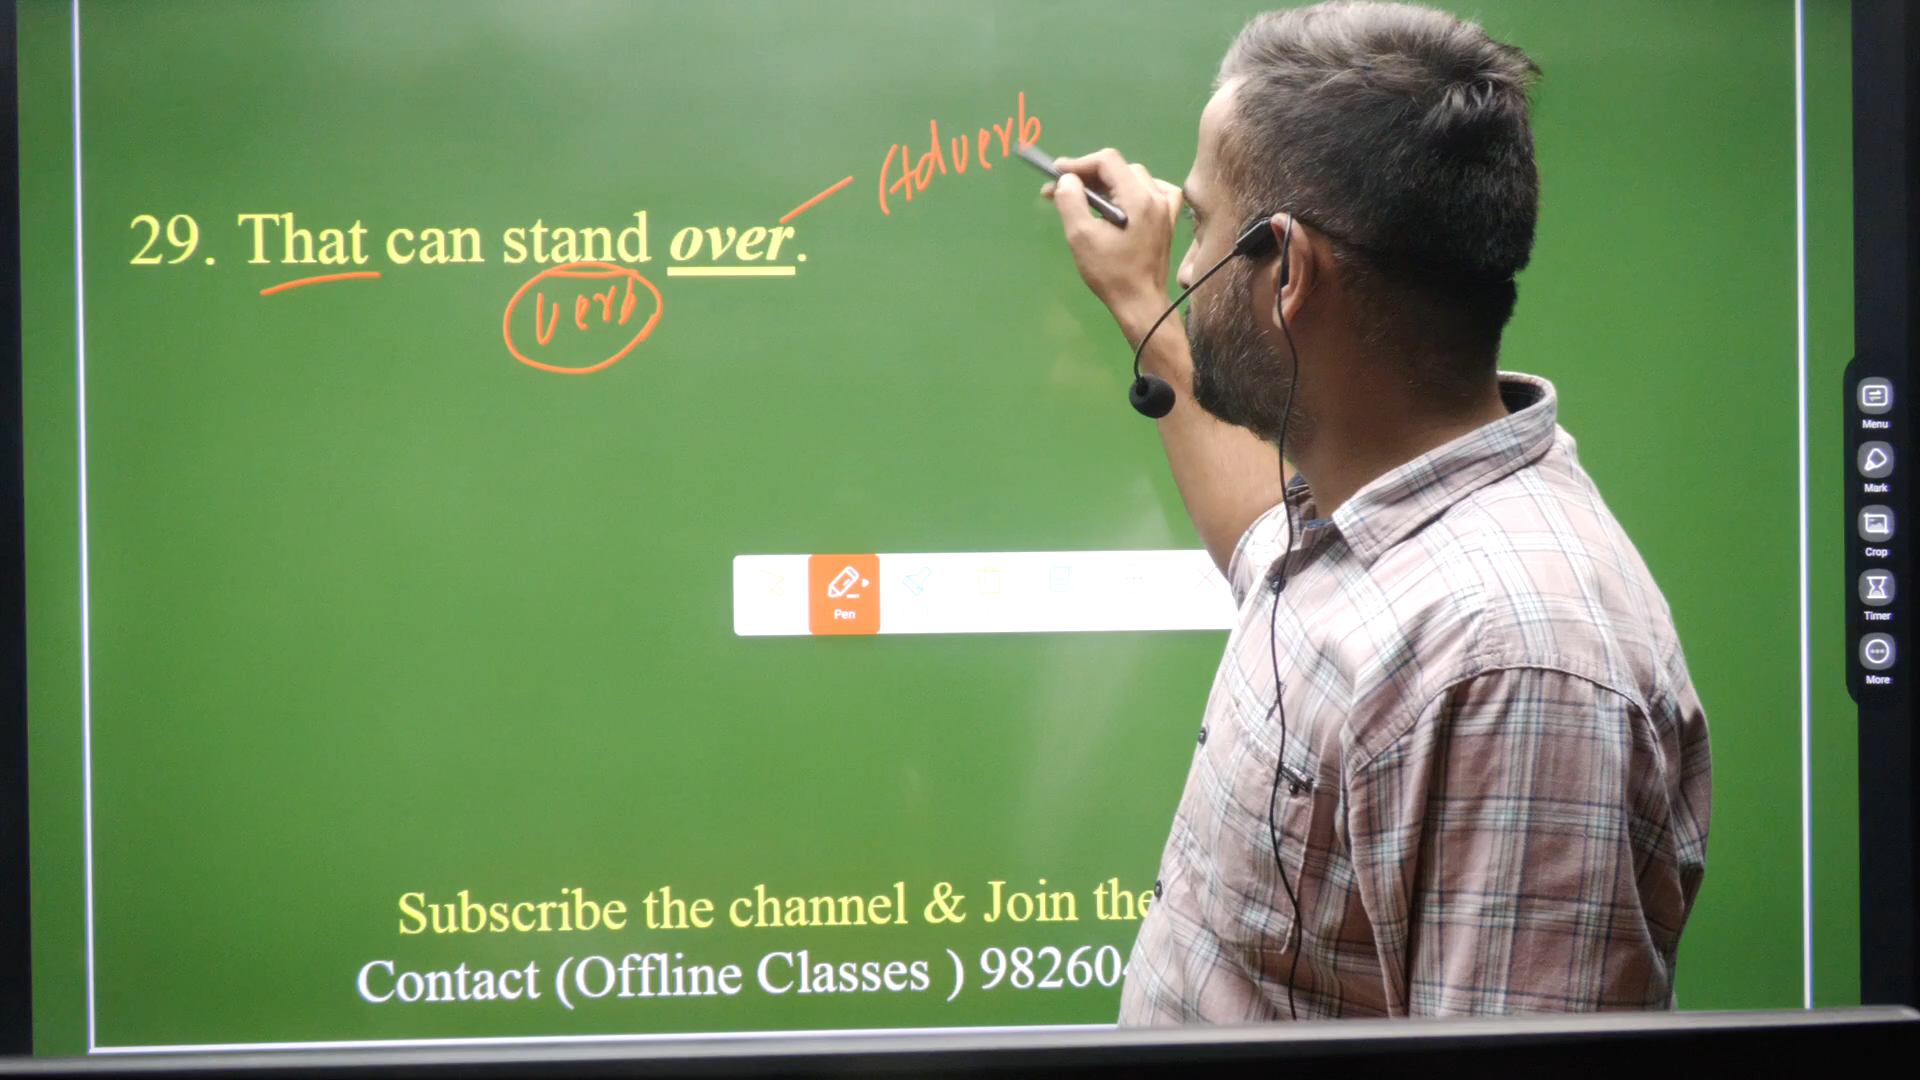 Adverb
29. That can stand over.
verb
Pen
Menu
Mark
Crop
Timer
More
Subscribe the channel & Join the
Contact (Offline Classes ) 98260